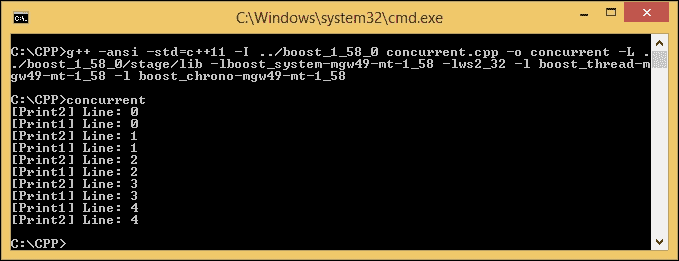 C:\Windows\system32\cmd.exe
C:\CPP>g++ -ansi -std=c++11 -I ../boost_1_58_0 concurrent.cpp -o concurrent -L .
./boost_1_58_0/stage/lib -lboost_system-mgw49-mt-1_58 -lws2_32 -l boost_thread-m
gw49-mt-1_58 -l boost_chrono-mgw49-mt-1_58
C:\CPP>concurrent
[Print2] Line: 0
[Print1] Line: 0
[Print2] Line: 1
[Print1] Line: 1
[Print2] Line: 2
[Print1] Line: 2
[Print2] Line: 3
[Print1] Line: 3
[Print1] Line: 4
[Print2] Line: 4
C:\CPP>